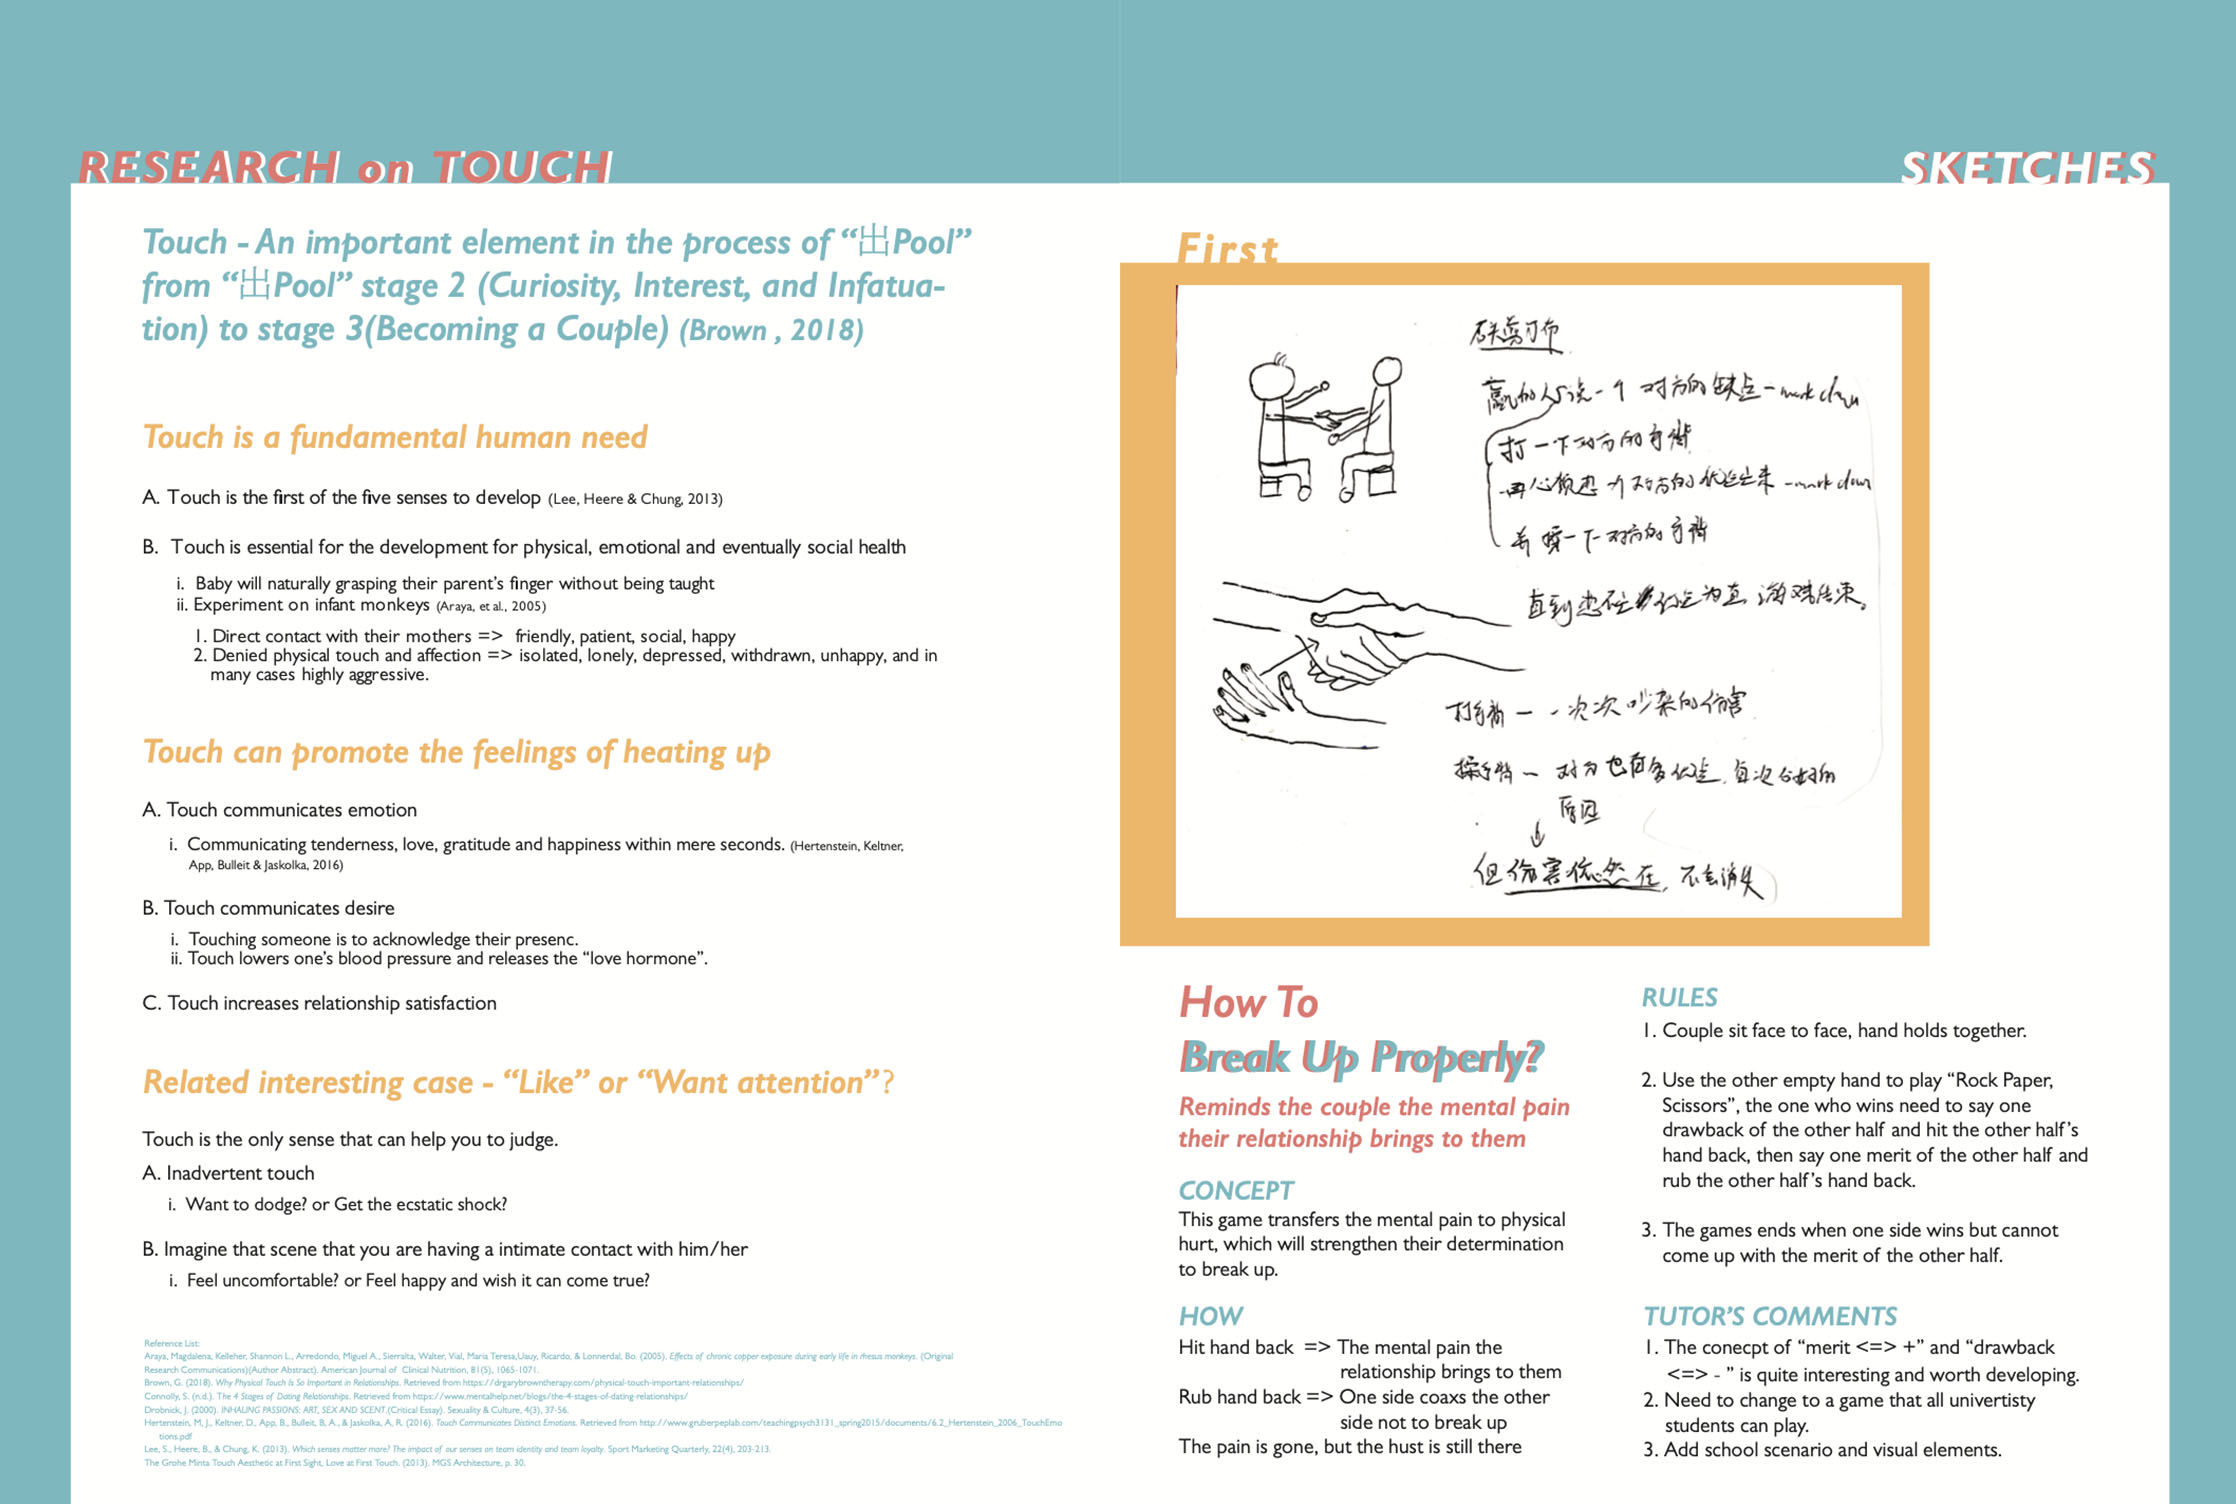 RESEARCH on TOUCH
Touch - An important element in the process of “出Pool”
from “出Pool” stage 2 (Curiosity, Interest, and Infatua-
tion) to stage 3(Becoming a Couple) (Brown , 2018)
Touch is a fundamental human need
A. Touch is the first of the five senses to develop (Lee, Heere & Chung, 2013)
B. Touch is essential for the development for physical, emotional and eventually social health
i. Baby will naturally grasping their parent’s finger without being taught
ii. Experiment on infant monkeys (Araya, et al., 2005)
1. Direct contact with their mothers => friendly, patient, social, happy
2. Denied physical touch and affection => isolated, lonely, depressed, withdrawn, unhappy, and in
many cases highly aggressive.
Touch can promote the feelings of heating up
A. Touch communicates emotion
i. Communicating tenderness, love, gratitude and happiness within mere seconds. (Hertenstein, Keltner,
App, Bulleit & Jaskolka, 2016)
B. Touch communicates desire
i. Touching someone is to acknowledge their presenc.
ii. Touch lowers one’s blood pressure and releases the “love hormone”.
C. Touch increases relationship satisfaction
Related interesting case - “Like” or “Want attention”?
Touch is the only sense that can help you to judge.
A. Inadvertent touch
i. Want to dodge? or Get the ecstatic shock?
B. Imagine that scene that you are having a intimate contact with him/her
i. Feel uncomfortable? or Feel happy and wish it can come true?
Reference List:
Araya, Magdalena, Kelleher, Shannon L., Arredondo, Miguel A., Sierralta, Walter, Vial, Maria Teresa,Uauy, Ricardo, & Lonnerdal, Bo. (2005). Effects of chronic copper exposure during early life in rhesus monkeys. (Original
Research Communications)(Author Abstract). American Journal of Clinical Nutrition, 81(5), 1065-1071.
Brown, G. (2018). Why Physical Touch Is So Important in Relationships. Retrieved from https://drgarybrowntherapy.com/physical-touch-important-relationships/
Connolly, S. (n.d.). The 4 Stages of Dating Relationships. Retrieved from https://www.mentalhelp.net/blogs/the-4-stages-of-dating-relationships/
Drobnick, J. (2000). INHALING PASSIONS: ART, SEX AND SCENT.(Critical Essay). Sexuality & Culture, 4(3), 37-56.
Hertenstein, M, J., Keltner, D., App, B., Bulleit, B, A., & Jaskolka, A, R. (2016). Touch Communicates Distinct Emotions. Retrieved from http://www.gruberpeplab.com/teachingpsych3131_spring2015/documents/6.2_Hertenstein_2006_TouchEmo
tions.pdf
Lee, S., Heere, B., & Chung, K. (2013). Which senses matter more? The impact of our senses on team identity and team loyalty. Sport Marketing Quarterly, 22(4), 203-213.
The Grohe Minta Touch Aesthetic at First Sight, Love at First Touch. (2013). MGS Architecture, p. 30.
SKETCHES
First
石头剪刀布
赢的人说一个对方的缺点 - mark down
打一下对方的手背
对方的优点出来 - mark down
一下对方的手背
直到想不出优点为直 游戏结束。
打手背 — 一次次吵架的伤害
手背 — 对方也有多优点, 每次合好的
原因
但伤害依然在, 不会消失
How To
Break Up Properly?
Reminds the couple the mental pain
their relationship brings to them
CONCEPT
This game transfers the mental pain to physical
hurt, which will strengthen their determination
to break up.
HOW
Hit hand back => The mental pain the
relationship brings to them
Rub hand back => One side coaxs the other
side not to break up
The pain is gone, but the hust is still there
RULES
1. Couple sit face to face, hand holds together.
2. Use the other empty hand to play “Rock Paper,
Scissors”, the one who wins need to say one
drawback of the other half and hit the other half’s
hand back, then say one merit of the other half and
rub the other half’s hand back.
3. The games ends when one side wins but cannot
come up with the merit of the other half.
TUTOR’S COMMENTS
1. The conecpt of “merit <=> +” and “drawback
<=> - ” is quite interesting and worth developing.
2. Need to change to a game that all univertisty
students can play.
3. Add school scenario and visual elements.